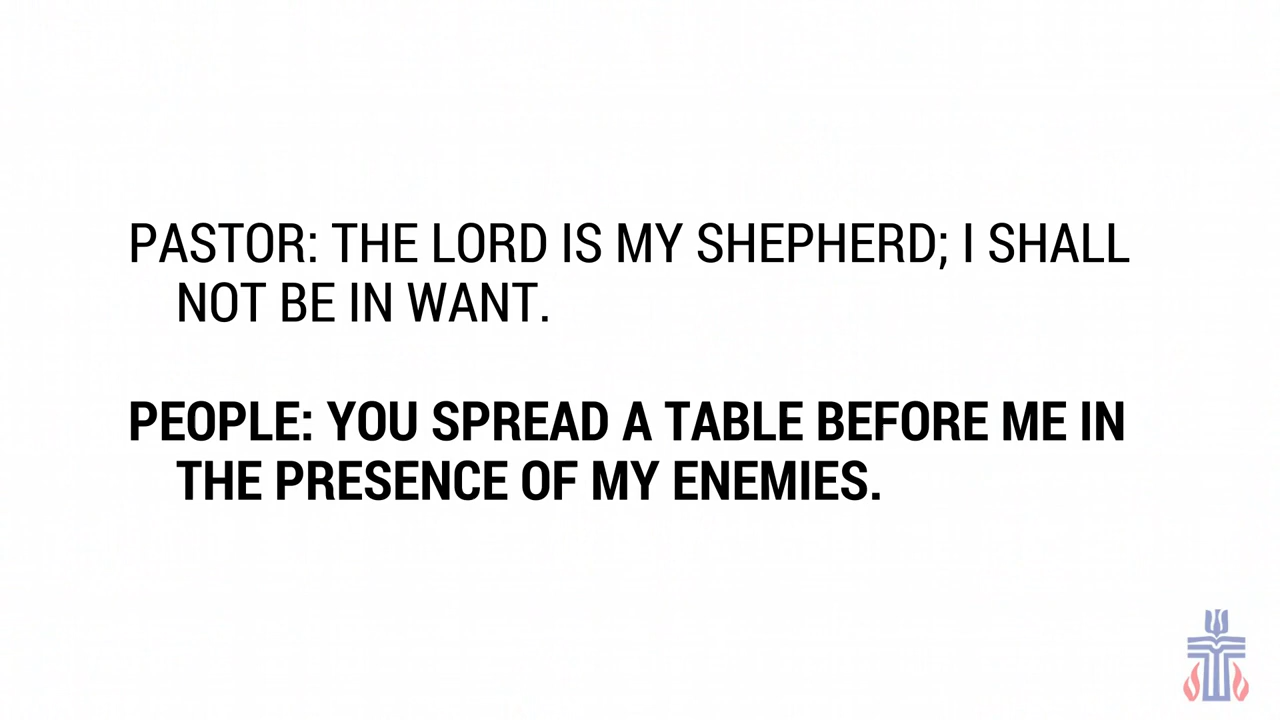 PASTOR: THE LORD IS MY SHEPHERD; I SHALL
NOT BE IN WANT.
PEOPLE: YOU SPREAD A TABLE BEFORE ME IN
THE PRESENCE OF MY ENEMIES.